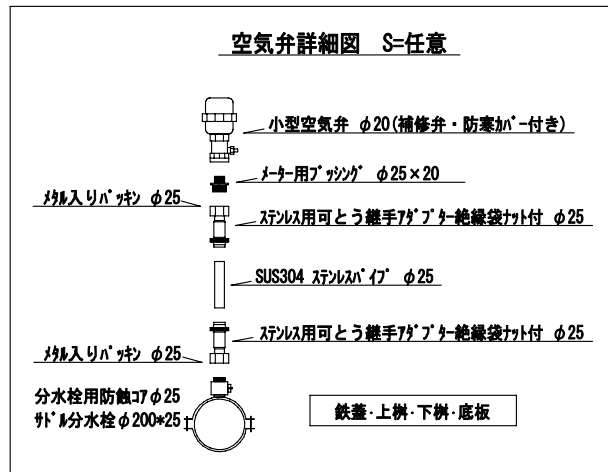 空気弁詳細図 S=任意
小型空気弁 φ20(補修弁・防寒ｶﾊﾞｰ付き)
ﾒｰﾀｰ用ﾌﾞｯｼﾝｸﾞ φ25×20
ﾒﾀﾙ入りﾊﾟｯｷﾝ φ25
ｽﾃﾝﾚｽ用可とう継手ｱﾀﾞﾌﾟﾀｰ絶縁袋ﾅｯﾄ付 φ25
SUS304 ｽﾃﾝﾚｽﾊﾟｲﾌﾟ φ25
ｽﾃﾝﾚｽ用可とう継手ｱﾀﾞﾌﾟﾀｰ絶縁袋ﾅｯﾄ付 φ25
ﾒﾀﾙ入りﾊﾟｯｷﾝ φ25
分水栓用防触ｺｱφ25
ｻﾄﾞﾙ分水栓φ200*25
鉄蓋･上桝･下桝･底板